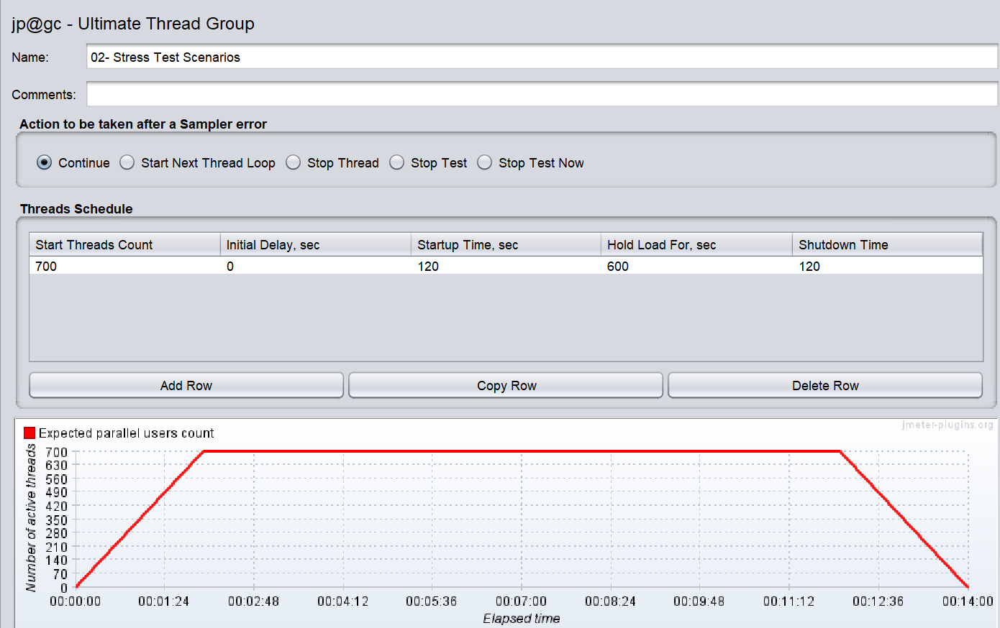 jp@gc - Ultimate Thread Group
Name: 02- Stress Test Scenarios
Comments:
Action to be taken after a Sampler error
Continue Start Next Thread Loop Stop Thread Stop Test Stop Test Now
Threads Schedule
Start Threads Count Initial Delay, sec Startup Time, sec Hold Load For, sec Shutdown Time
700 0 120 600 120
Add Row Copy Row Delete Row
jmeter-plugins.org
Expected parallel users count
Number of active threads
700
630
560
490
420
350
280
210
140
70
0
00:00:00 00:01:24 00:02:48 00:04:12 00:05:36 00:07:00 00:08:24 00:09:48 00:11:12 00:12:36 00:14:00
Elapsed time